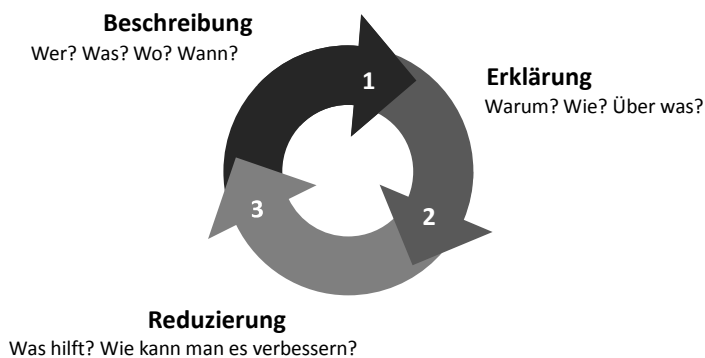 Beschreibung
Wer? Was? Wo? Wann?
1
Erklärung
Warum? Wie? Über was?
2
3
Reduzierung
Was hilft? Wie kann man es verbessern?